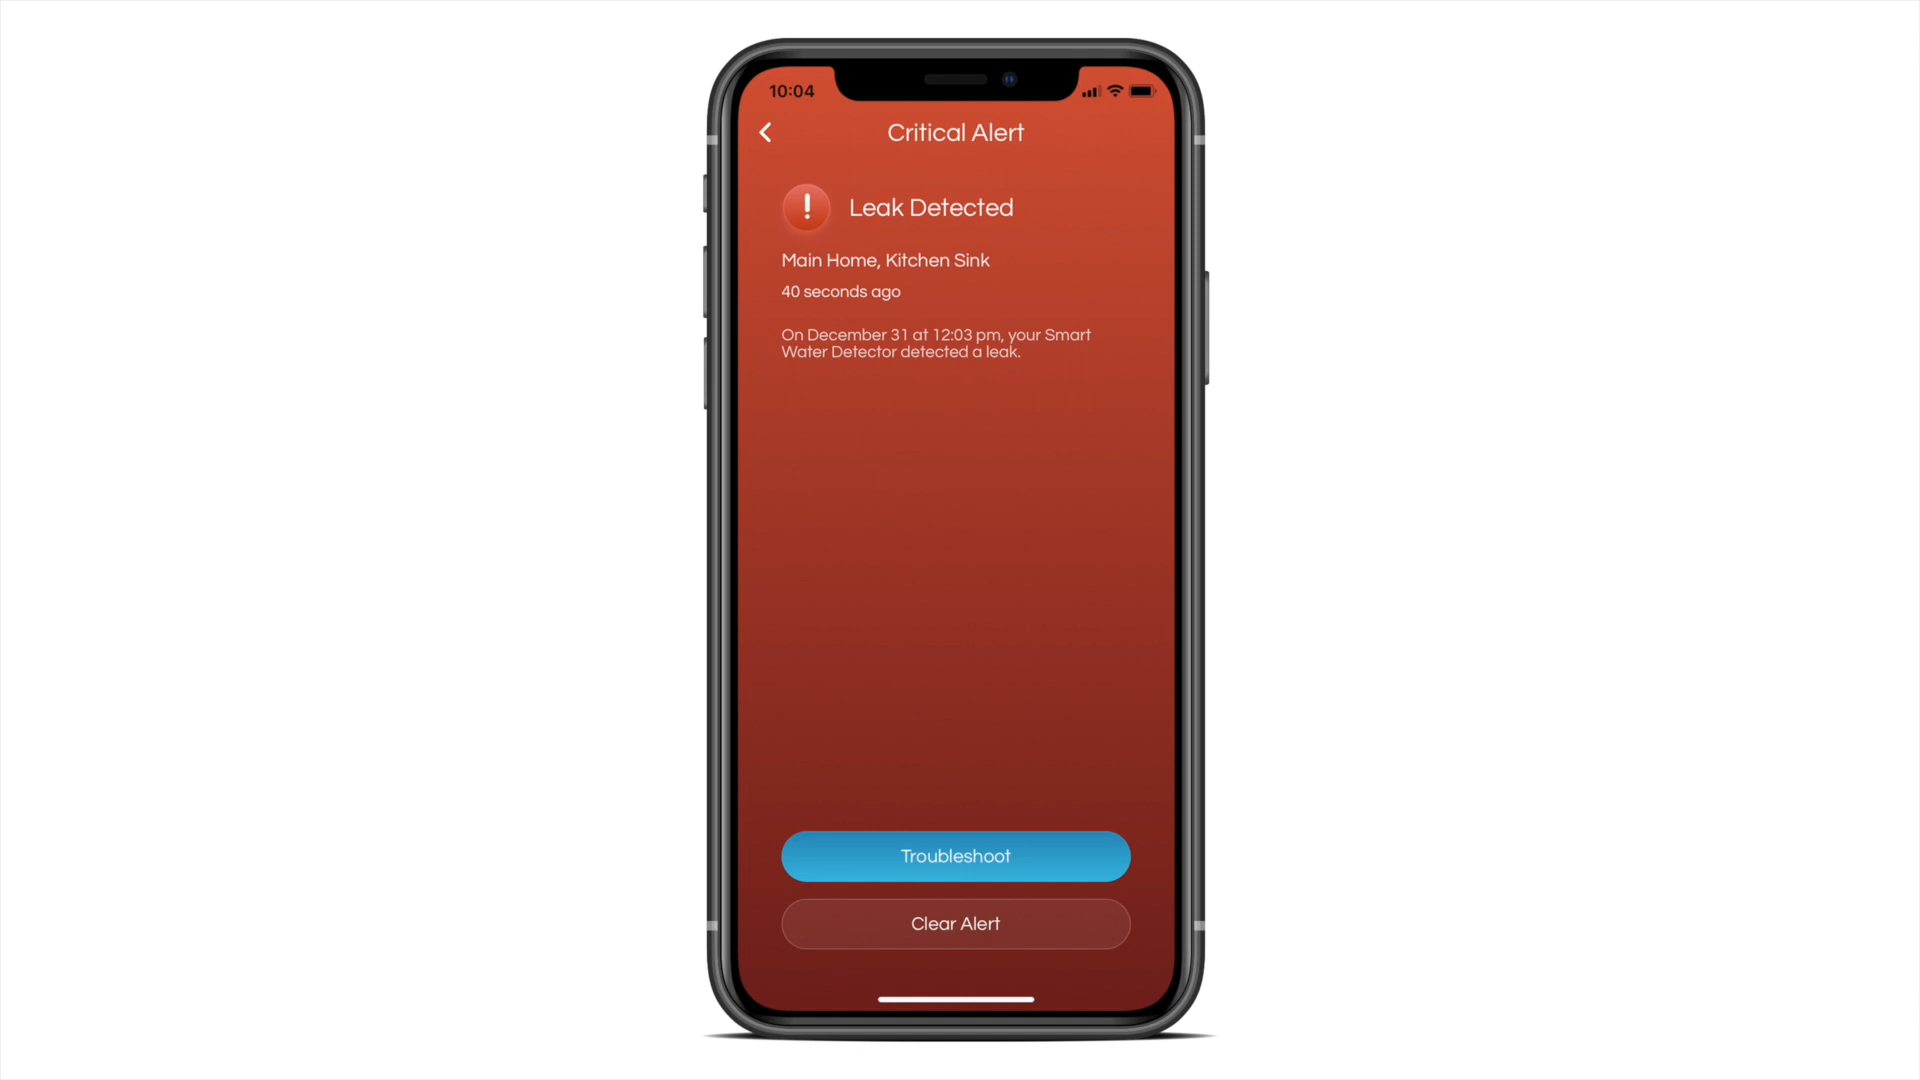 10:04
Critical Alert
Leak Detected
Main Home, Kitchen Sink
40 seconds ago
On December 31 at 12:03 pm, your Smart
Water Detector detected a leak.
Troubleshoot
Clear Alert